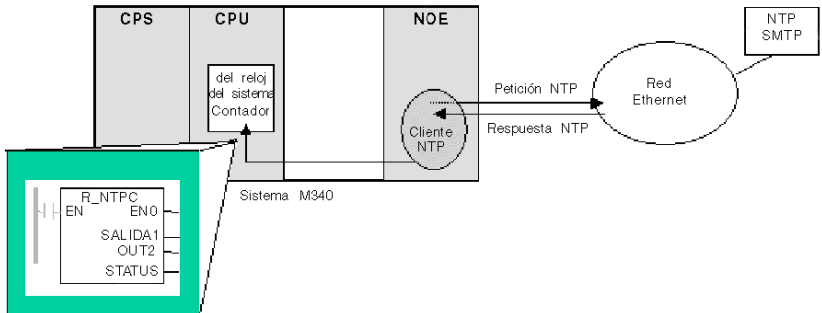 CPS
CPU
NOE
NTP
SMTP
del reloj
del sistema
Contador
Petición NTP
Respuesta NTP
Red
Ethernet
Cliente
NTP
Sistema M340
R_NTPC
EN
ENO
SALIDA1
OUT2
STATUS